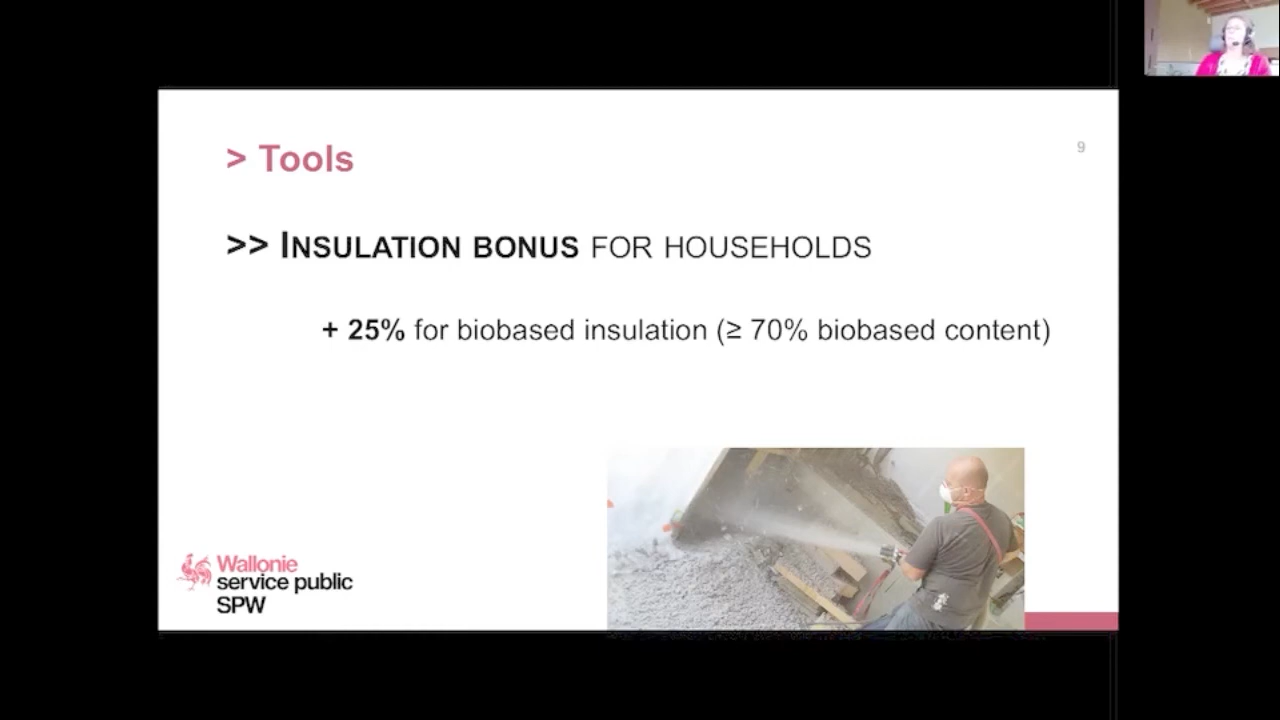 > Tools
9
>> INSULATION BONUS FOR HOUSEHOLDS
+ 25% for biobased insulation (≥ 70% biobased content)
Wallonie
service public
SPW